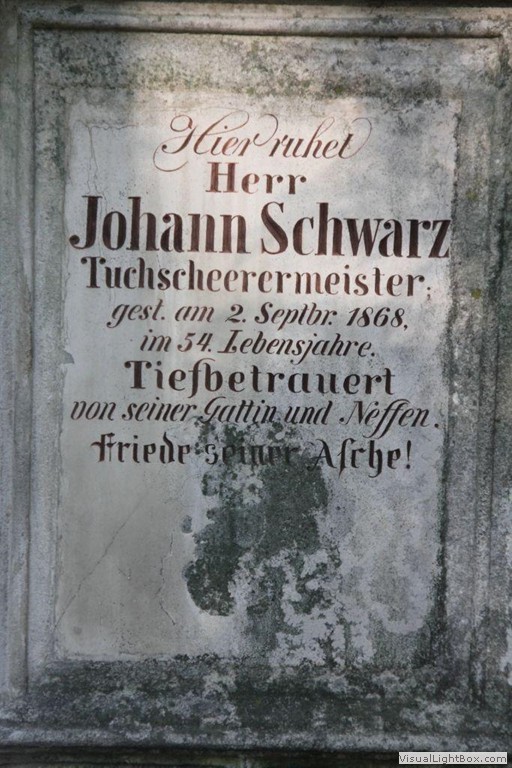 Hier ruhet
Herr
Johann Schwarz
Tuchscheerermeister,
gest. am 2. Septbr. 1868,
im 54. Lebensjahre.
Tiefbetrauert
von seiner Gattin und Neffen.
Friede seiner Asche!
VisualLightBox.com